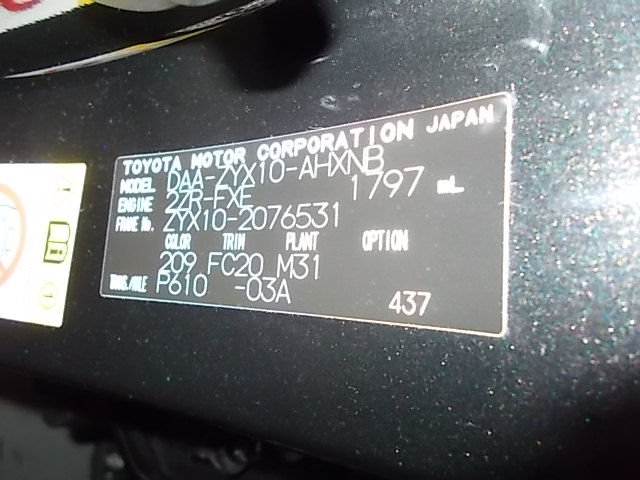 TOYOTA MOTOR CORPORATION JAPAN
MODEL DAA-ZYX10-AHXNB
ENGINE 2ZR-FXE 1797 mL
FRAME No. ZYX10-2076531
COLOR TRIM PLANT OPTION
209 FC20 M31
TRANS./AXLE P610 -03A
437